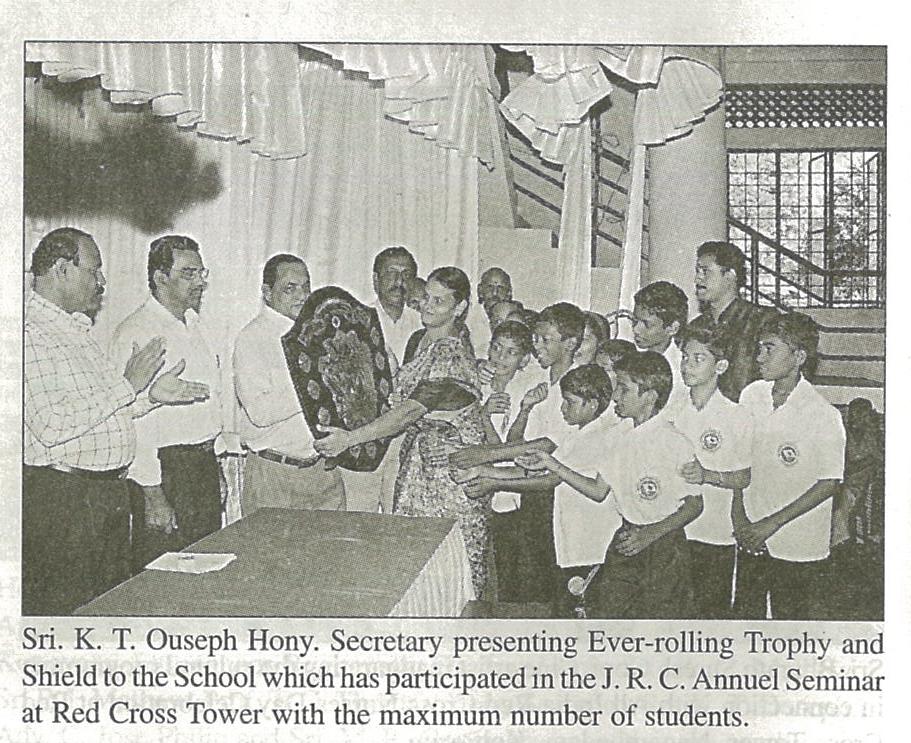 Sri. K. T. Ouseph Hony. Secretary presenting Ever-rolling Trophy and
Shield to the School which has participated in the J. R. C. Annuel Seminar
at Red Cross Tower with the maximum number of students.